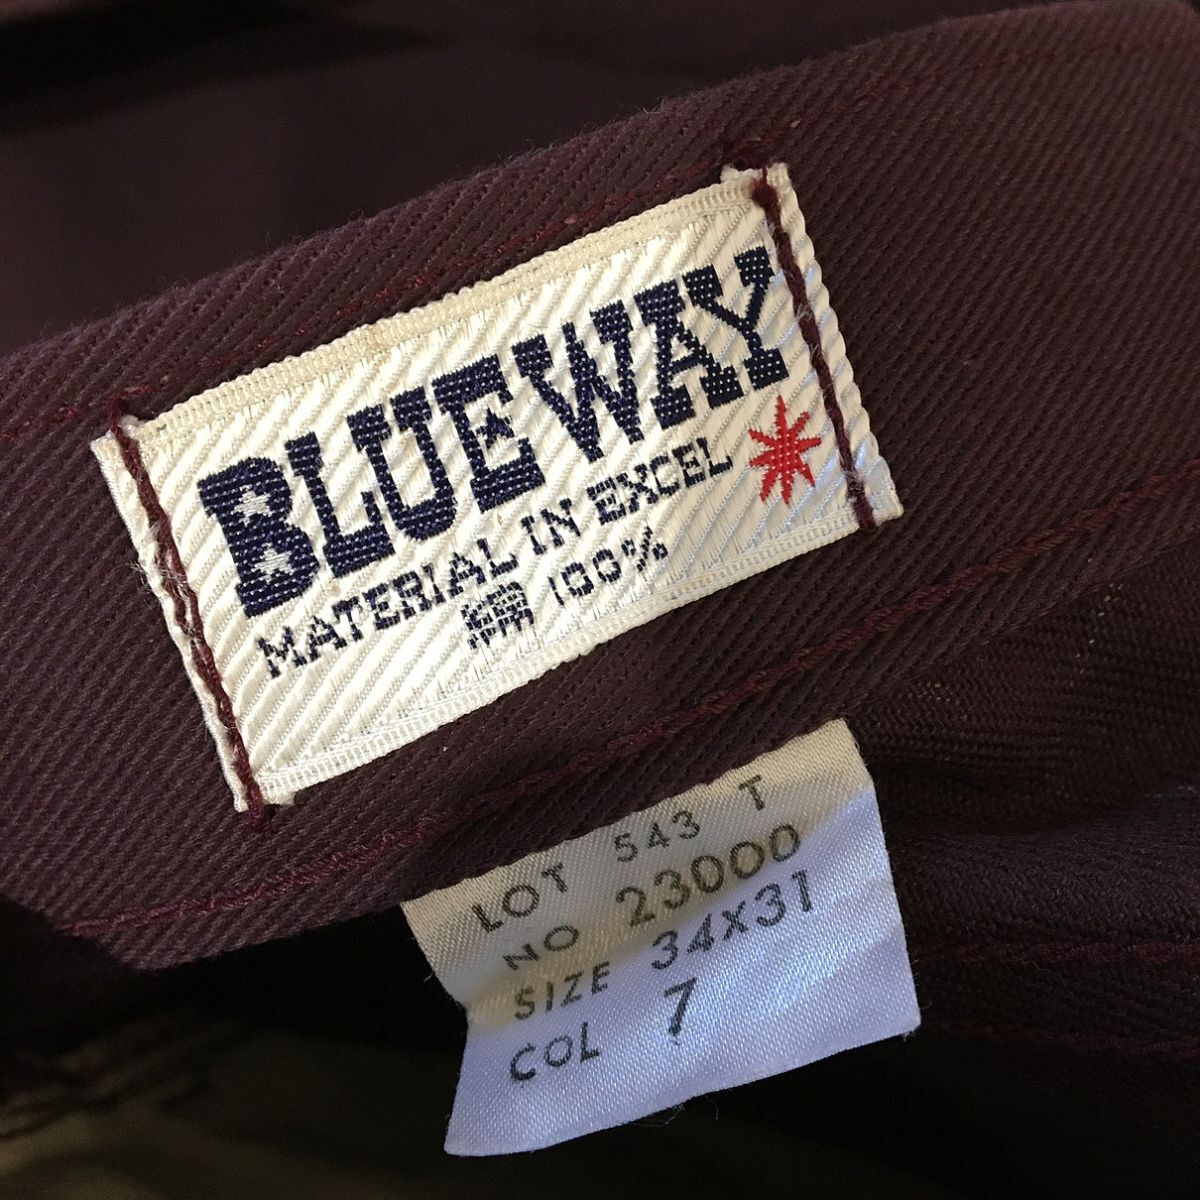 BLUEWAY
MATERIAL IN EXCEL
綿 100%
LOT 543 T
NO 23000
SIZE 34X31
COL 7